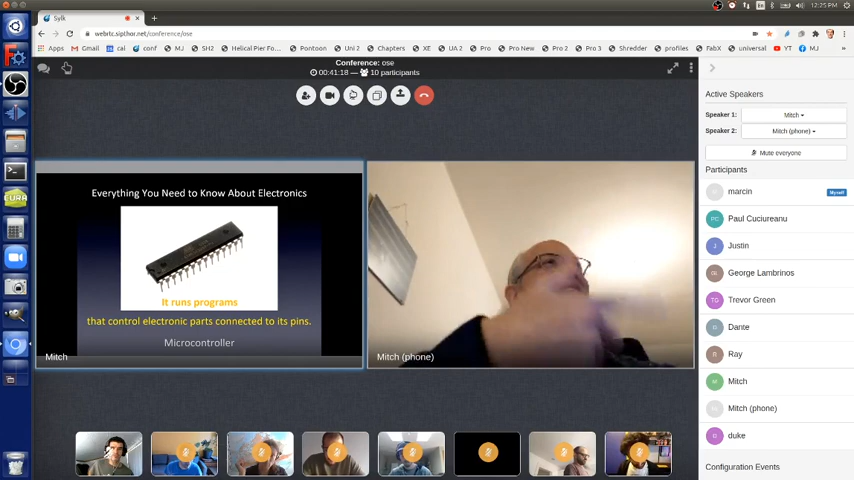 12:25 PM
Sylk
webrtc.sipthor.net/conference/ose
Apps
Gmail
cal
conf
MJ
SH2
Helical Pier Fo...
Pontoon
Uni 2
Chapters
XE
UA 2
Pro
Pro New
Pro 2
Pro 3
Shredder
profiles
FabX
universal
YT
MJ
Conference: ose
00:41:18 — 10 participants
Everything You Need to Know About Electronics
It runs programs
that control electronic parts connected to its pins.
Microcontroller
Mitch
Mitch (phone)
Active Speakers
Speaker 1:
Mitch
Speaker 2:
Mitch (phone)
Mute everyone
Participants
marcin
Myself
PC
Paul Cuciureanu
J
Justin
GL
George Lambrinos
TG
Trevor Green
D
Dante
R
Ray
M
Mitch
Mitch (phone)
D
duke
Configuration Events
CURA